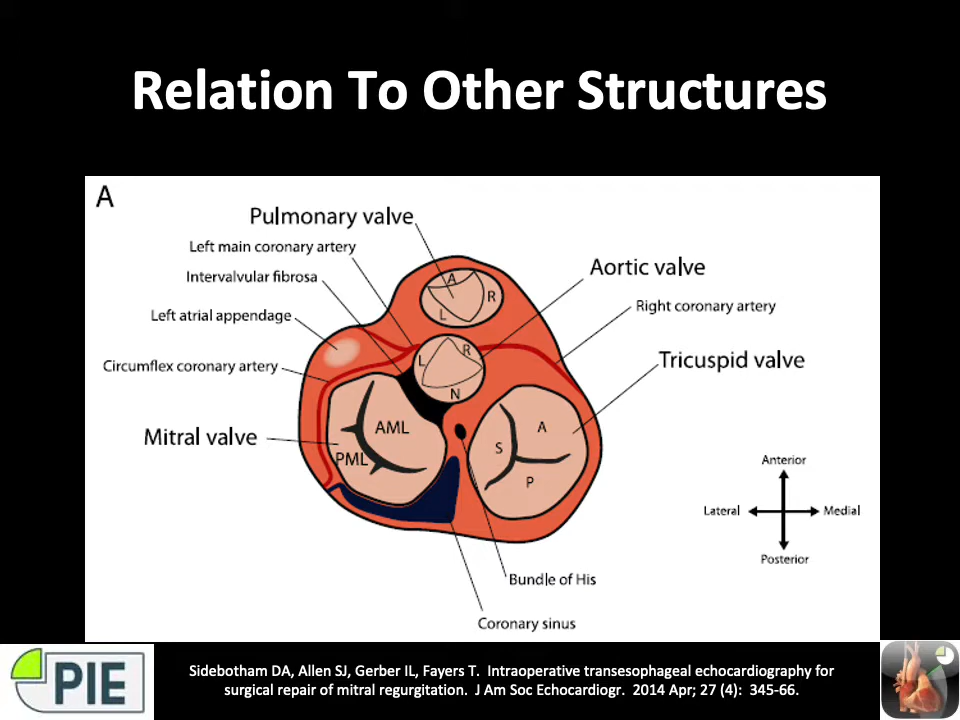 Relation To Other Structures
A
Pulmonary valve
Left main coronary artery
Intervalvular fibrosa
Aortic valve
A
R
L
Right coronary artery
Left atrial appendage
Circumflex coronary artery
L
R
N
Tricuspid valve
Mitral valve
AML
PML
S
A
P
Anterior
Lateral
Medial
Posterior
Bundle of His
Coronary sinus
PIE
Sidebotham DA, Allen SJ, Gerber IL, Fayers T. Intraoperative transesophageal echocardiography for
surgical repair of mitral regurgitation. J Am Soc Echocardiogr. 2014 Apr; 27 (4): 345-66.